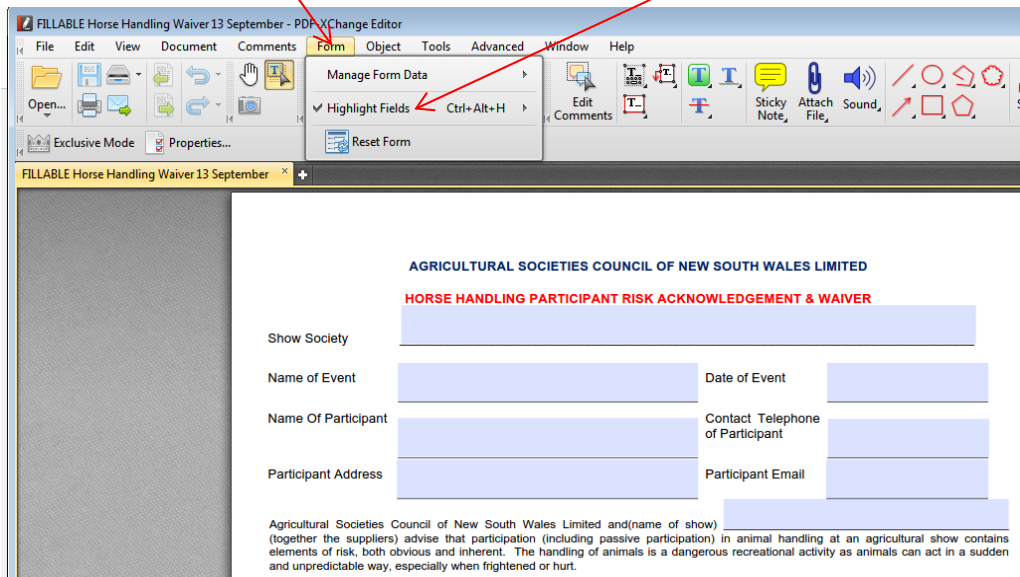 FILLABLE Horse Handling Waiver 13 September - PDF-XChange Editor
File Edit View Document Comments Form Object Tools Advanced Window Help
Manage Form Data
Open...
Highlight Fields Ctrl+Alt+H
Edit Comments
Sticky Note
Attach File
Sound
Exclusive Mode Properties...
Reset Form
FILLABLE Horse Handling Waiver 13 September ×
AGRICULTURAL SOCIETIES COUNCIL OF NEW SOUTH WALES LIMITED
HORSE HANDLING PARTICIPANT RISK ACKNOWLEDGEMENT & WAIVER
Show Society
Name of Event Date of Event
Name Of Participant Contact Telephone
of Participant
Participant Address Participant Email
Agricultural Societies Council of New South Wales Limited and(name of show)
(together the suppliers) advise that participation (including passive participation) in animal handling at an agricultural show contains
elements of risk, both obvious and inherent. The handling of animals is a dangerous recreational activity as animals can act in a sudden
and unpredictable way, especially when frightened or hurt.